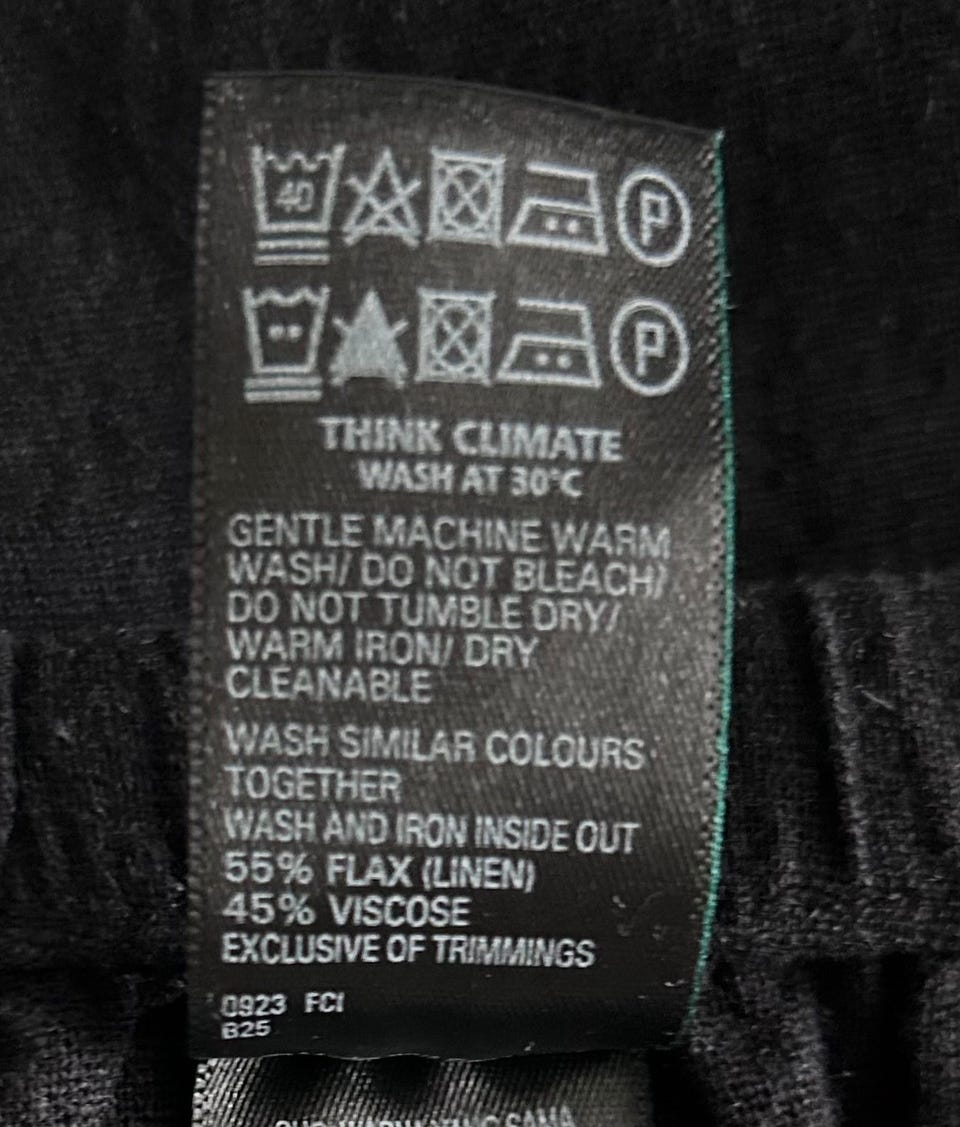 40 P
P
THINK CLIMATE
WASH AT 30°C
GENTLE MACHINE WARM
WASH/ DO NOT BLEACH/
DO NOT TUMBLE DRY/
WARM IRON/ DRY
CLEANABLE
WASH SIMILAR COLOURS
TOGETHER
WASH AND IRON INSIDE OUT
55% FLAX (LINEN)
45% VISCOSE
EXCLUSIVE OF TRIMMINGS
0923 FCI
B25